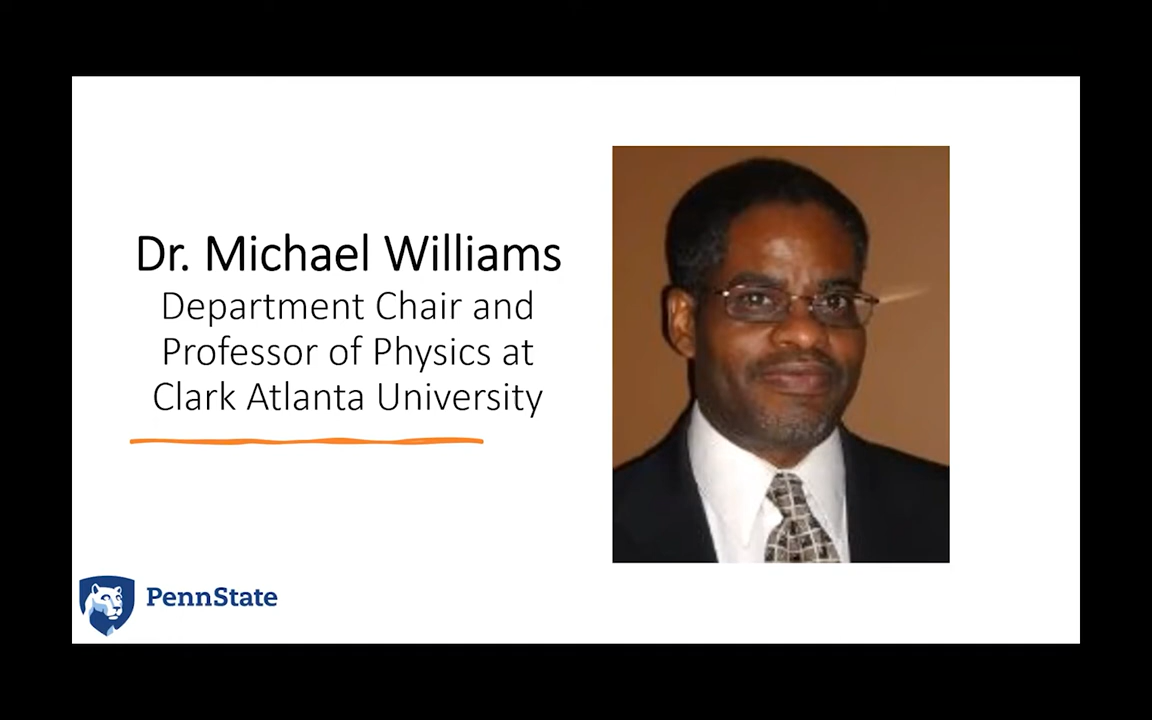 Dr. Michael Williams
Department Chair and
Professor of Physics at
Clark Atlanta University
PennState